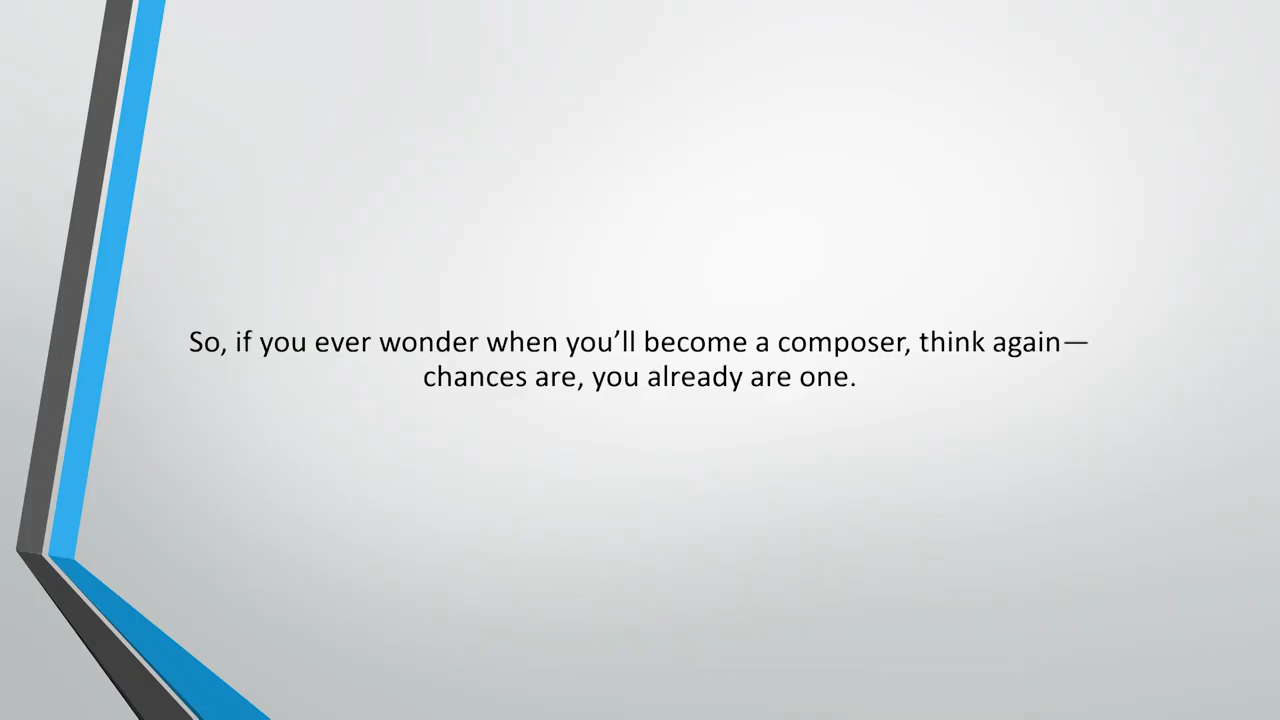 So, if you ever wonder when you’ll become a composer, think again—
chances are, you already are one.